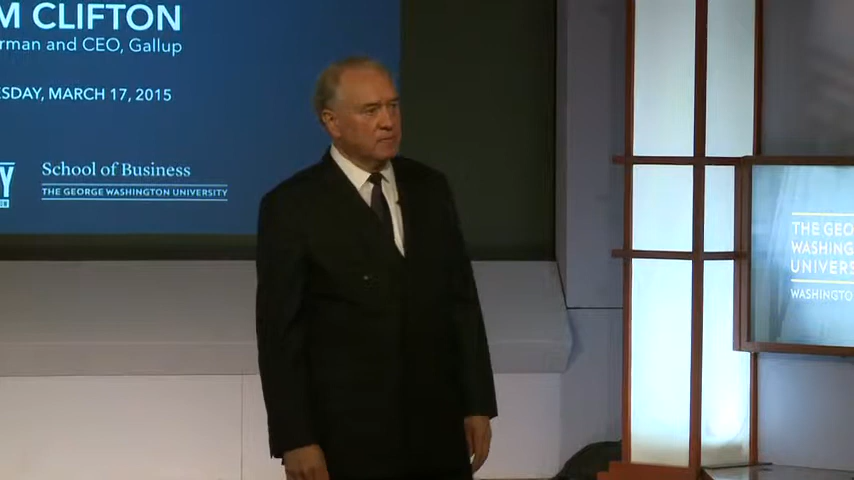 M CLIFTON
rman and CEO, Gallup
SDAY, MARCH 17, 2015
School of Business
THE GEORGE WASHINGTON UNIVERSITY
THE GEO
WASHING
UNIVERS
WASHINGTON